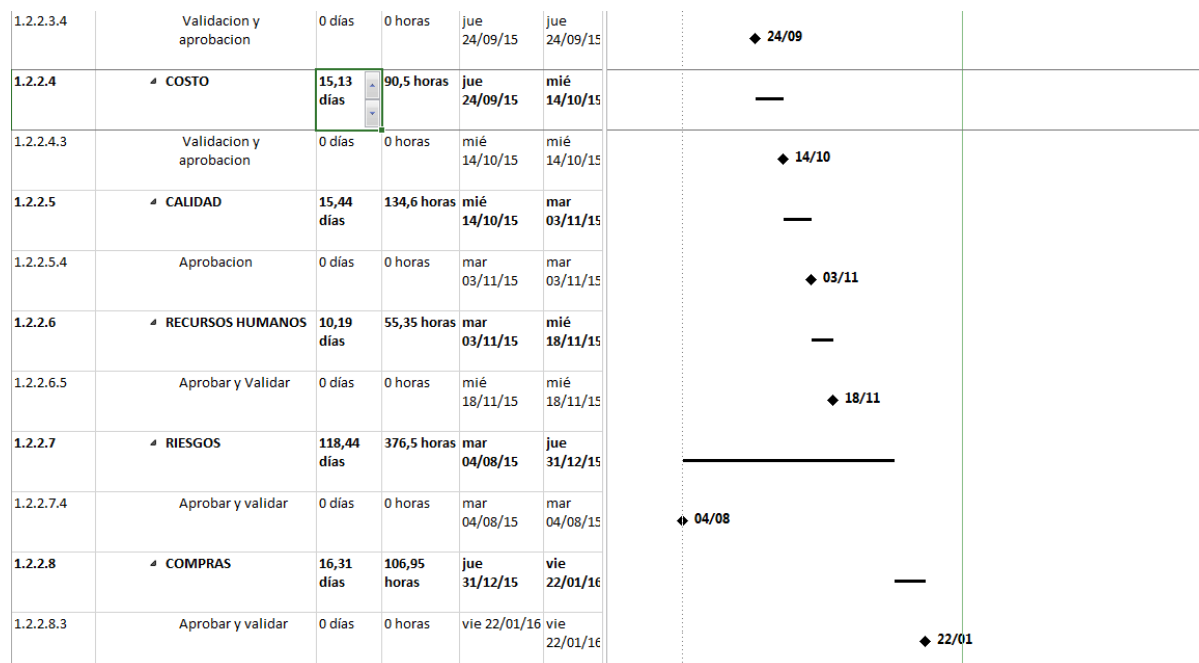 1.2.2.3.4 Validacion y aprobacion 0 días 0 horas jue 24/09/15 jue 24/09/15 24/09
1.2.2.4 COSTO 15,13 días 90,5 horas jue 24/09/15 mié 14/10/15
1.2.2.4.3 Validacion y aprobacion 0 días 0 horas mié 14/10/15 mié 14/10/15 14/10
1.2.2.5 CALIDAD 15,44 días 134,6 horas mié 14/10/15 mar 03/11/15
1.2.2.5.4 Aprobacion 0 días 0 horas mar 03/11/15 mar 03/11/15 03/11
1.2.2.6 RECURSOS HUMANOS 10,19 días 55,35 horas mar 03/11/15 mié 18/11/15
1.2.2.6.5 Aprobar y Validar 0 días 0 horas mié 18/11/15 mié 18/11/15 18/11
1.2.2.7 RIESGOS 118,44 días 376,5 horas mar 04/08/15 jue 31/12/15
1.2.2.7.4 Aprobar y validar 0 días 0 horas mar 04/08/15 mar 04/08/15 04/08
1.2.2.8 COMPRAS 16,31 días 106,95 horas jue 31/12/15 vie 22/01/16
1.2.2.8.3 Aprobar y validar 0 días 0 horas vie 22/01/16 vie 22/01/16 22/01